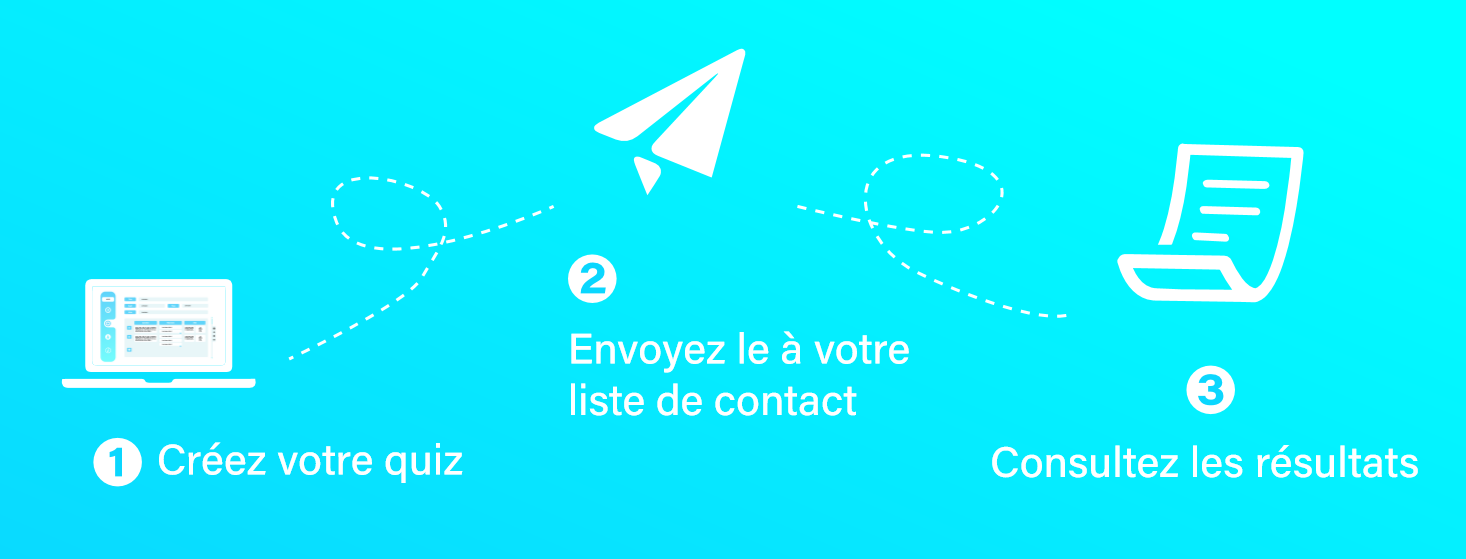 1 Créez votre quiz
2
Envoyez le à votre
liste de contact
3
Consultez les résultats